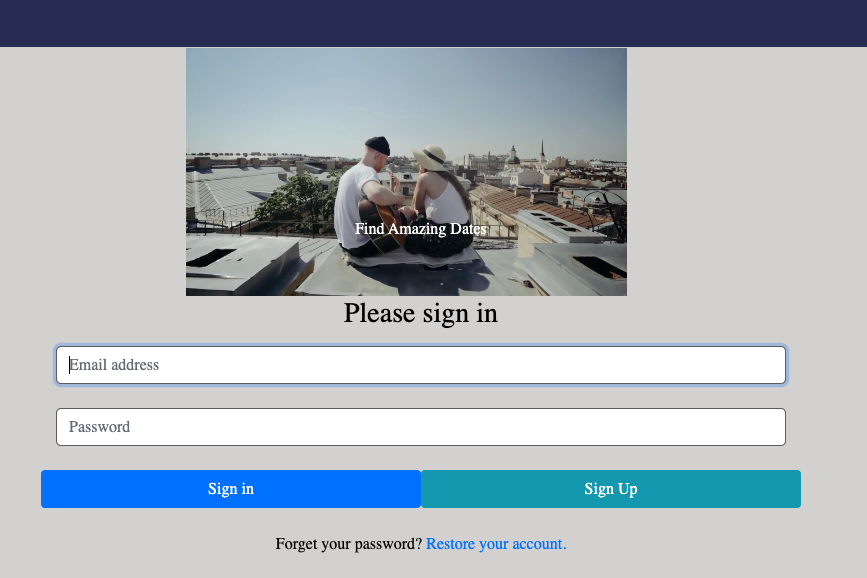 Find Amazing Dates
Please sign in
Email address
Password
Sign in
Sign Up
Forget your password? Restore your account.